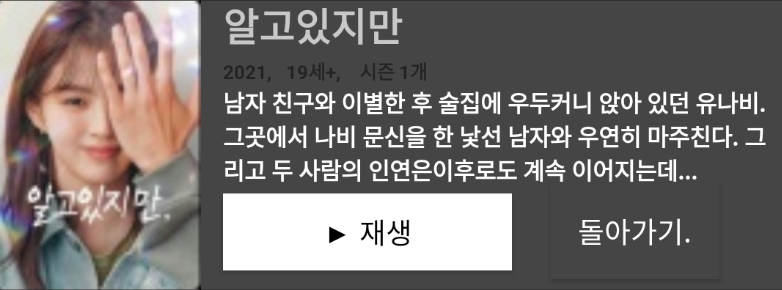 알고있지만
2021, 19세+, 시즌 1개
남자 친구와 이별한 후 술집에 우두커니 앉아 있던 유나비.
그곳에서 나비 문신을 한 낯선 남자와 우연히 마주친다. 그
리고 두 사람의 인연은이후로도 계속 이어지는데...
알고있지만,
► 재생
돌아가기.